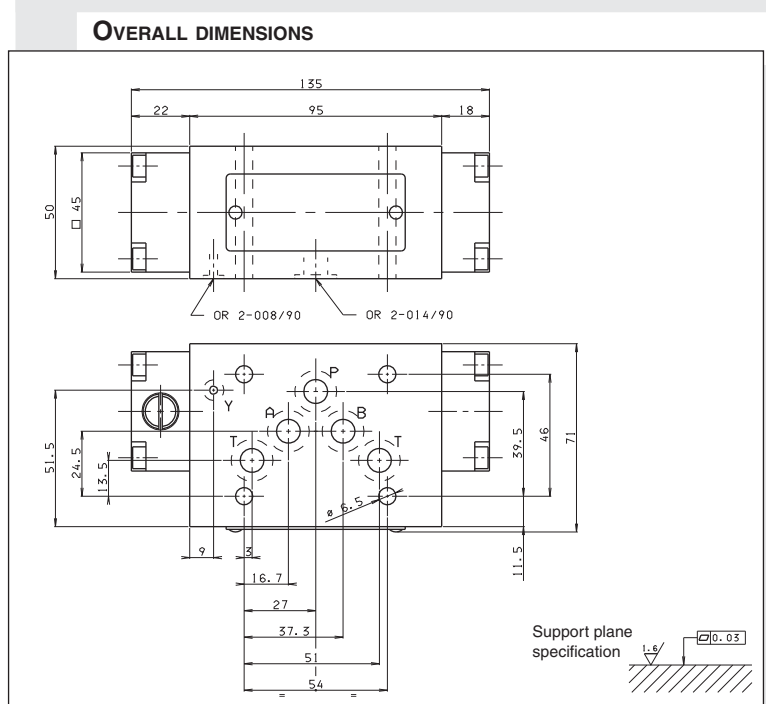 OVERALL DIMENSIONS
135
22 95 18
50
□ 45
OR 2-008/90 OR 2-014/90
P
Y
A B
T T
51.5
24.5
13.5
39.5
46
71
ø 6.5
11.5
9 3
16.7
27
37.3
51
54
= =
Support plane
specification
1.6
0.03